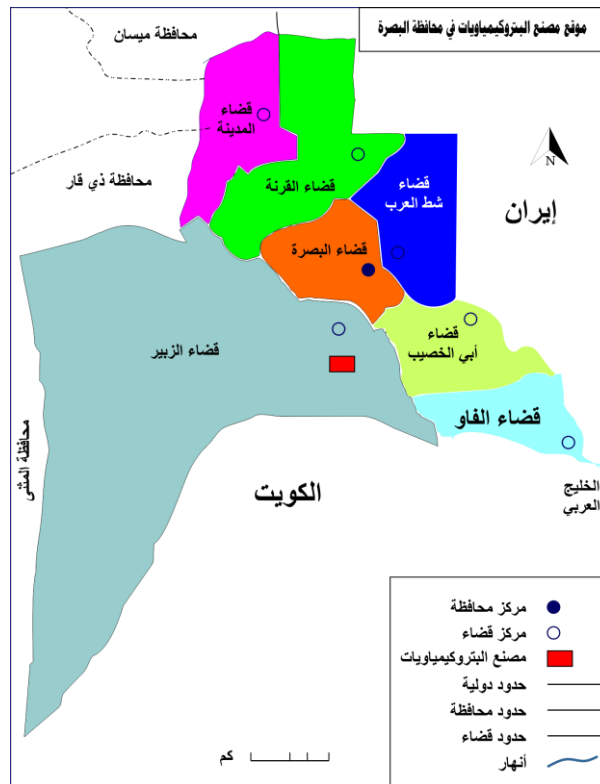 موقع مصنع البتروكيمياويات في محافظة البصرة
محافظة ميسان
قضاء
المدينة
محافظة ذي قار
قضاء القرنة
قضاء
شط العرب
N
إيران
قضاء البصرة
قضاء
أبي الخصيب
قضاء الزبير
قضاء الفاو
محافظة المثنى
الكويت
الخليج
العربي
مركز محافظة
مركز قضاء
مصنع البتروكيمياويات
حدود دولية
حدود محافظة
حدود قضاء
أنهار
كم